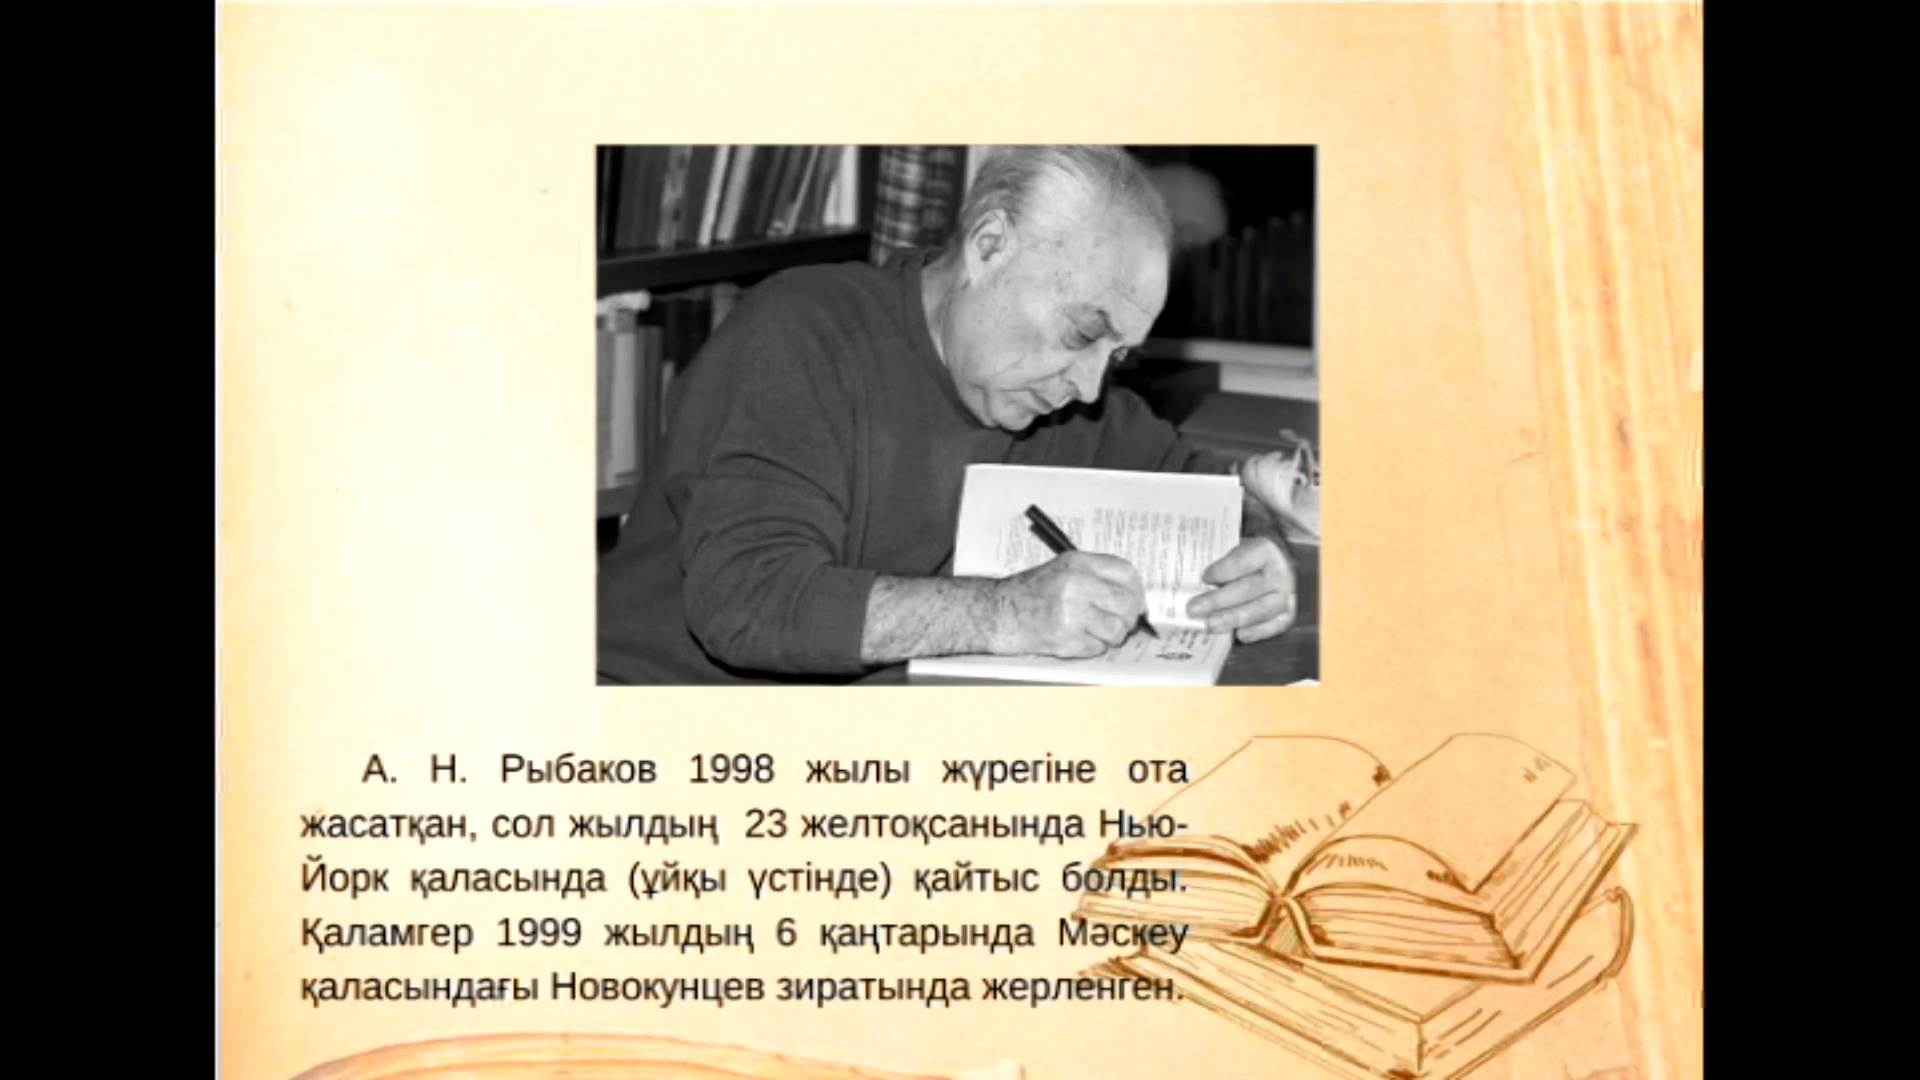 А. Н. Рыбаков 1998 жылы жүрегіне ота
жасатқан, сол жылдың 23 желтоқсанында Нью-
Йорк қаласында (ұйқы үстінде) қайтыс болды.
Қаламгер 1999 жылдың 6 қаңтарында Мәскеу
қаласындағы Новокунцев зиратында жерленген.